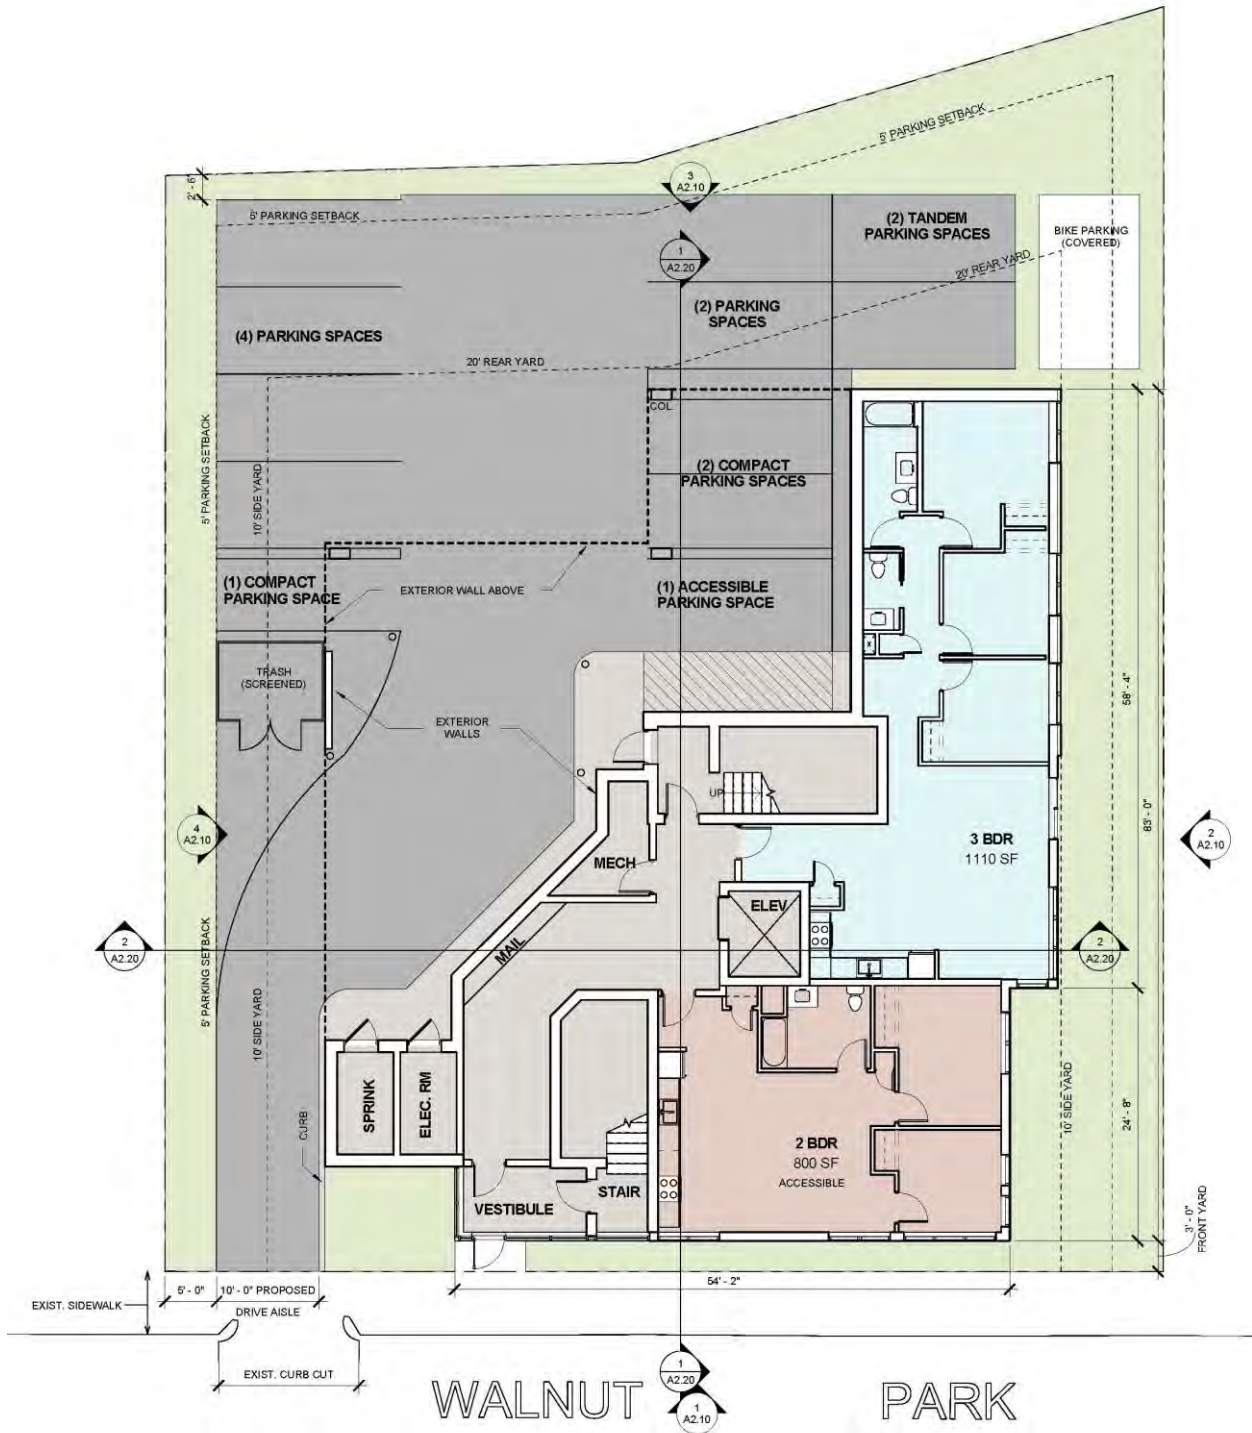 5' PARKING SETBACK
2' - 6"
3
A2.10
(2) TANDEM
PARKING SPACES
BIKE PARKING
(COVERED)
5' PARKING SETBACK
1
A2.20
20' REAR YARD
(2) PARKING
SPACES
(4) PARKING SPACES
20' REAR YARD
COL
5' PARKING SETBACK
10' SIDE YARD
(2) COMPACT
PARKING SPACES
(1) COMPACT
PARKING SPACE
EXTERIOR WALL ABOVE
(1) ACCESSIBLE
PARKING SPACE
TRASH
(SCREENED)
58' - 4"
EXTERIOR
WALLS
UP
83' - 0"
4
A2.10
2
A2.10
3 BDR
1110 SF
MECH
ELEV
MAIL
2
A2.20
2
A2.20
5' PARKING SETBACK
10' SIDE YARD
SPRINK
ELEC. RM
CURB
10' SIDE YARD
24' - 8"
2 BDR
800 SF
ACCESSIBLE
STAIR
VESTIBULE
3' - 0"
FRONT YARD
5' - 0"
10' - 0" PROPOSED
DRIVE AISLE
54' - 2"
EXIST. SIDEWALK
EXIST. CURB CUT
1
A2.20
1
A2.10
WALNUT PARK